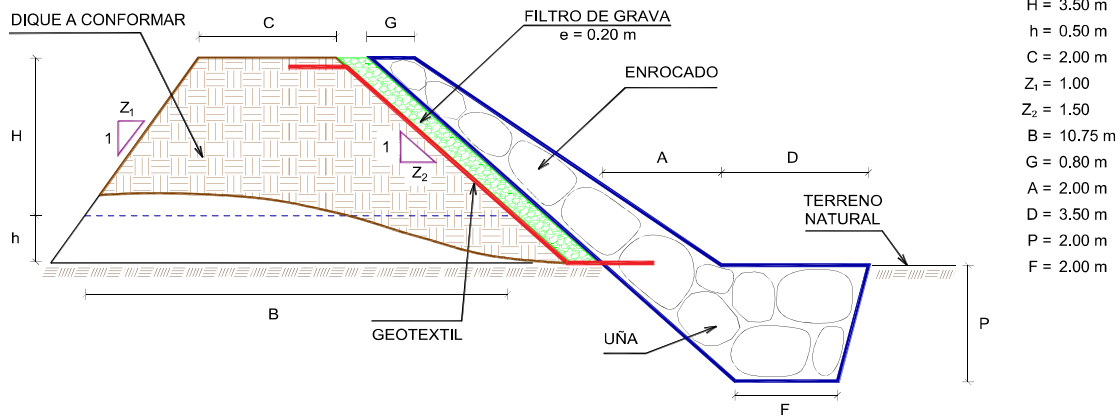 DIQUE A CONFORMAR
C
G
FILTRO DE GRAVA
e = 0.20 m
ENROCADO
H
h
Z₁
1
1
Z₂
A
D
TERRENO
NATURAL
B
GEOTEXTIL
UÑA
P
F
H = 3.50 m
h = 0.50 m
C = 2.00 m
Z₁ = 1.00
Z₂ = 1.50
B = 10.75 m
G = 0.80 m
A = 2.00 m
D = 3.50 m
P = 2.00 m
F = 2.00 m